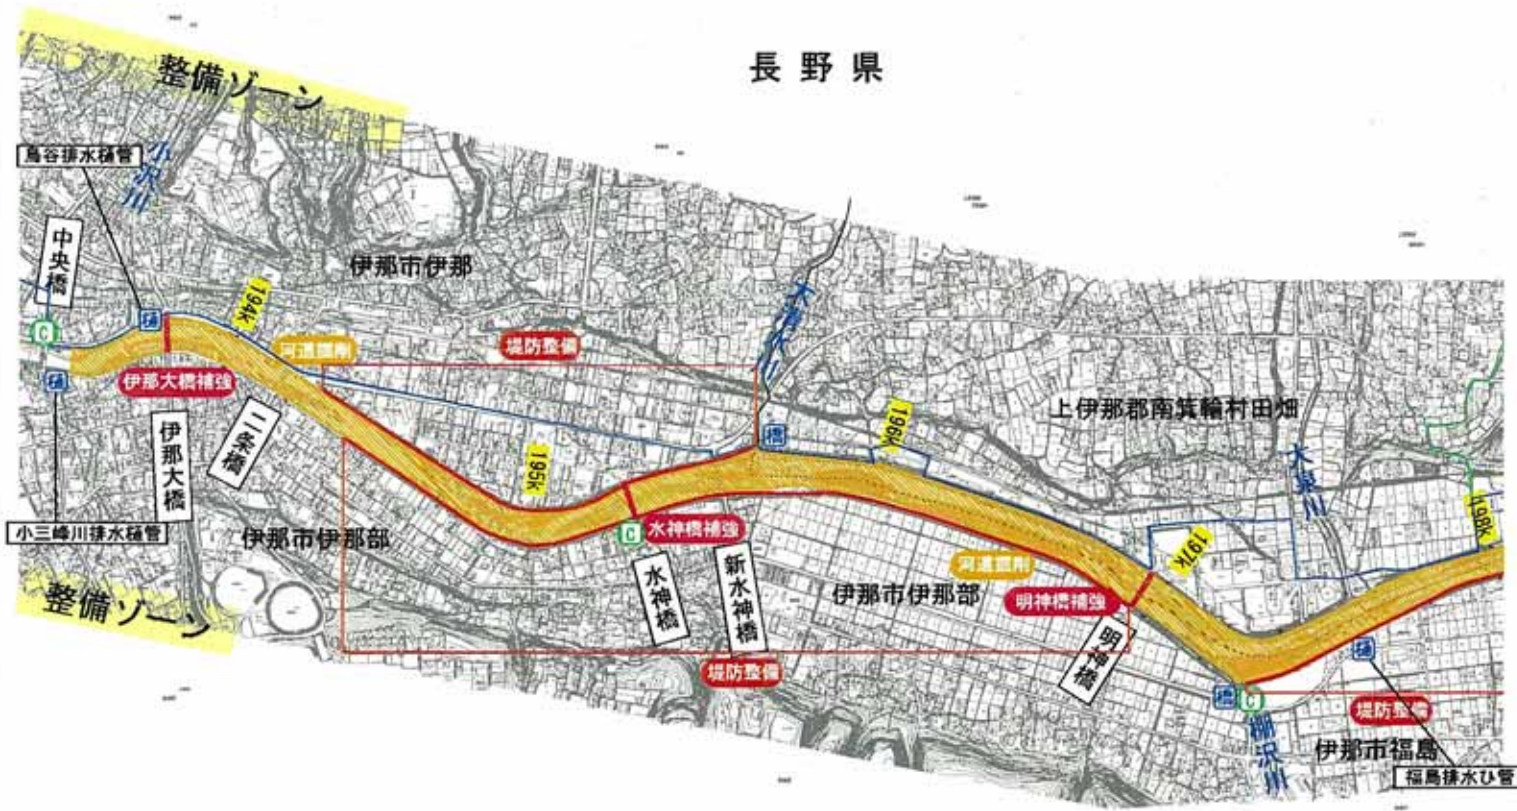 長野県
整備ゾーン
鳥谷排水樋管
小沢川
中央橋
伊那市伊那
C
樋
194k
河道掘削
堤防整備
大清水川
樋
伊那大橋補強
伊那大橋
二条橋
小三峰川排水樋管
伊那市伊那部
整備ゾーン
195k
橋
196k
上伊那郡南箕輪村田畑
大泉川
198k
C
水神橋補強
水神橋
新水神橋
堤防整備
河道掘削
伊那市伊那部
明神橋補強
明神橋
197k
樋
橋
C
棚沢川
堤防整備
伊那市福島
福島排水ひ管